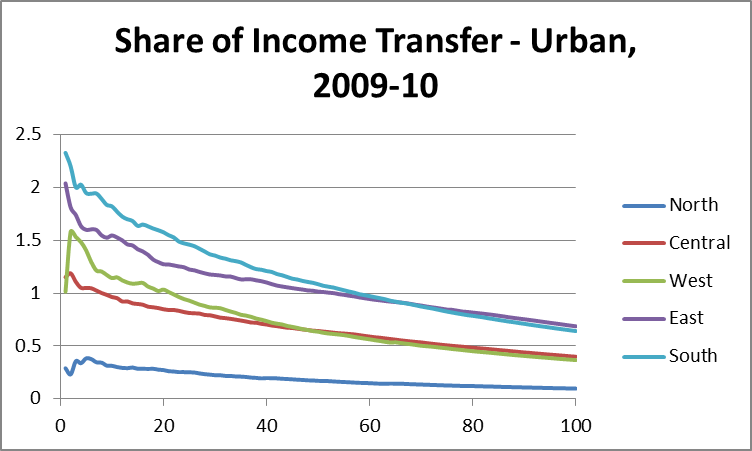 Share of Income Transfer - Urban,
2009-10
2.5
2
1.5
1
0.5
0
0 20 40 60 80 100
North
Central
West
East
South